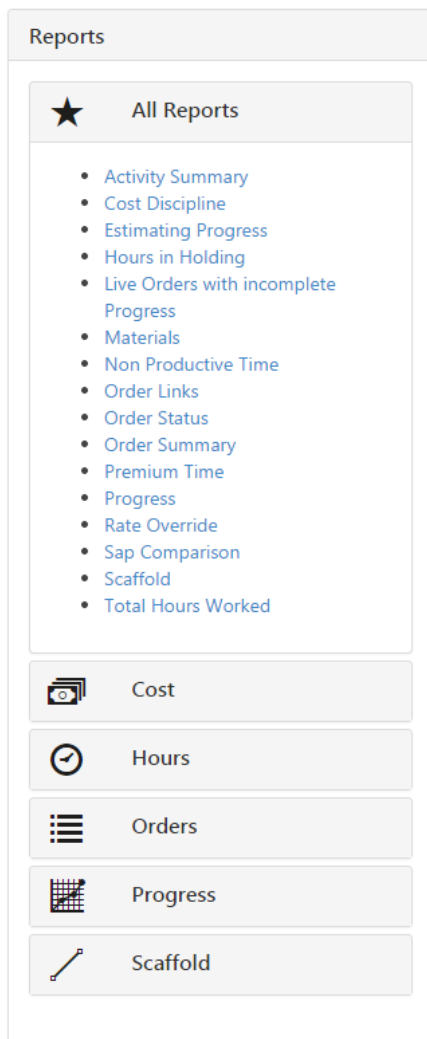 Reports
All Reports
Activity Summary
Cost Discipline
Estimating Progress
Hours in Holding
Live Orders with incomplete
Progress
Materials
Non Productive Time
Order Links
Order Status
Order Summary
Premium Time
Progress
Rate Override
Sap Comparison
Scaffold
Total Hours Worked
Cost
Hours
Orders
Progress
Scaffold